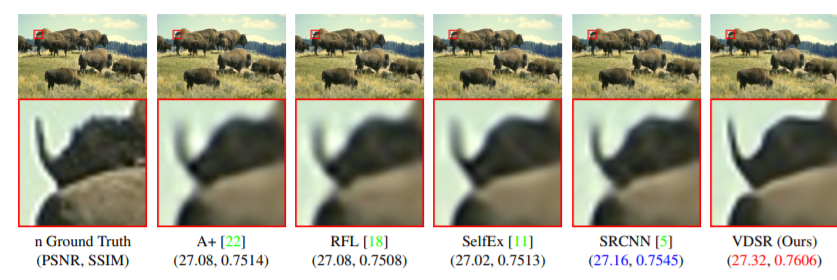 n Ground Truth
(PSNR, SSIM)
A+ [22]
(27.08, 0.7514)
RFL [18]
(27.08, 0.7508)
SelfEx [11]
(27.02, 0.7513)
SRCNN [5]
(27.16, 0.7545)
VDSR (Ours)
(27.32, 0.7606)